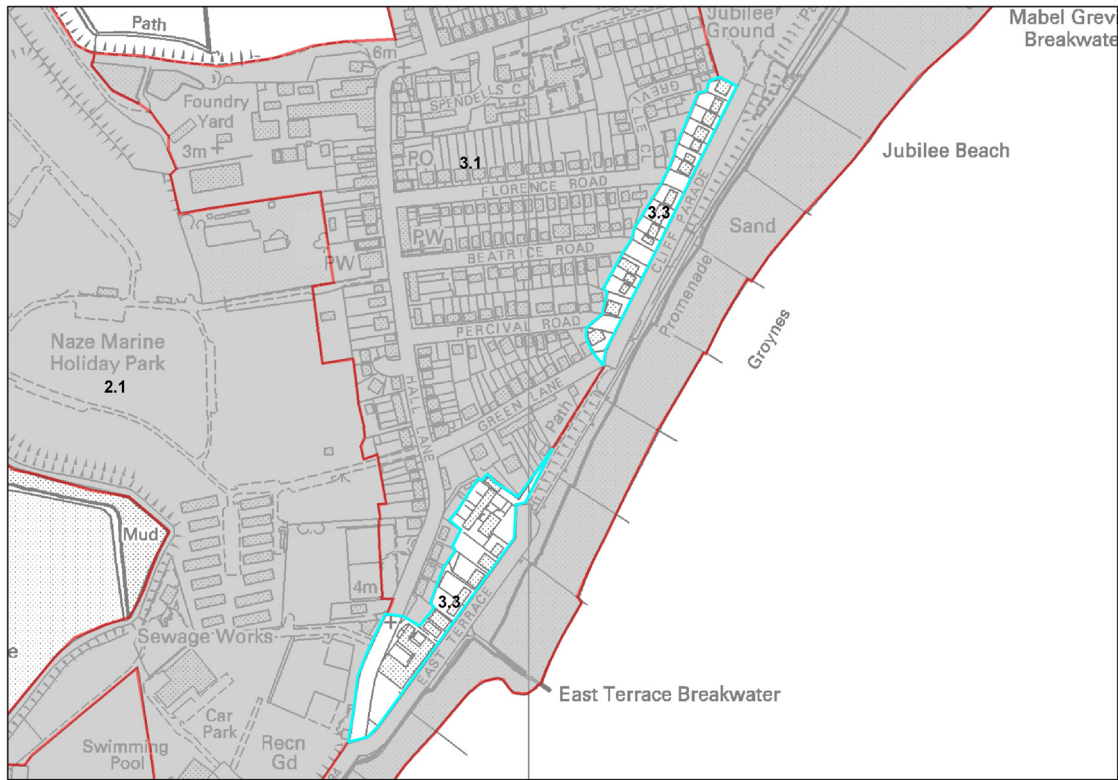 Path
Jubilee
Ground
Mabel Grev
Breakwate
6m
SPENDELLS C
GREVILLE C
Foundry
Yard
3m
PO
3.1
FLORENCE ROAD
Jubilee Beach
3.3
CLIFF PARADE
Sand
PW
BEATRICE ROAD
PW
Promenade
PERCIVAL ROAD
Groynes
Naze Marine
Holiday Park
2.1
HALL LANE
GREEN LANE
Path
Mud
4m
3.3
EAST TERRACE
Sewage Works
e
East Terrace Breakwater
Car
Park
Swimming
Pool
Recn
Gd